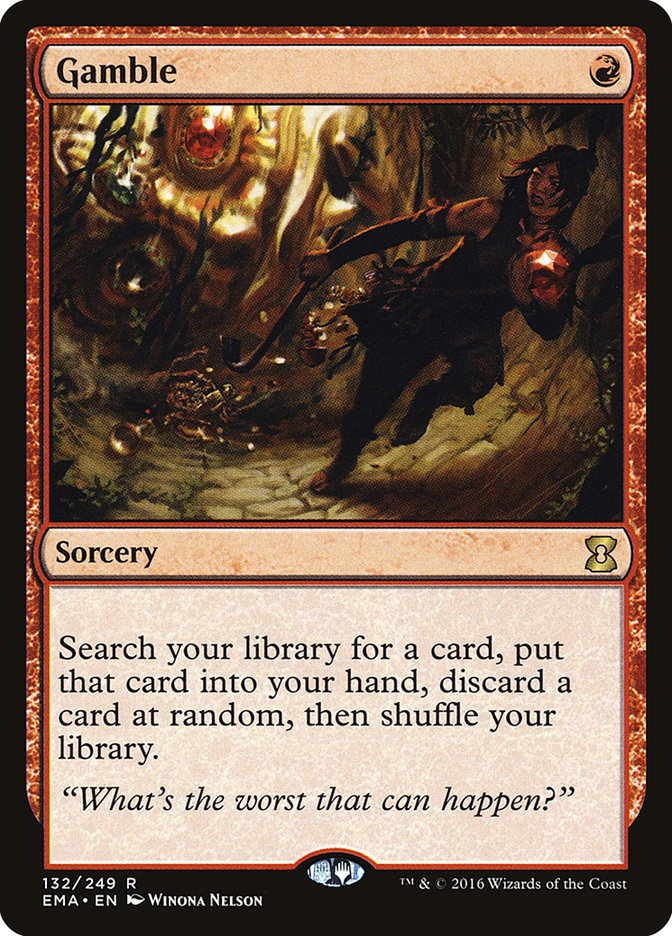 Gamble
Sorcery
Search your library for a card, put
that card into your hand, discard a
card at random, then shuffle your
library.
“What’s the worst that can happen?”
132/249 R
™ & © 2016 Wizards of the Coast
EMA • EN Winona Nelson